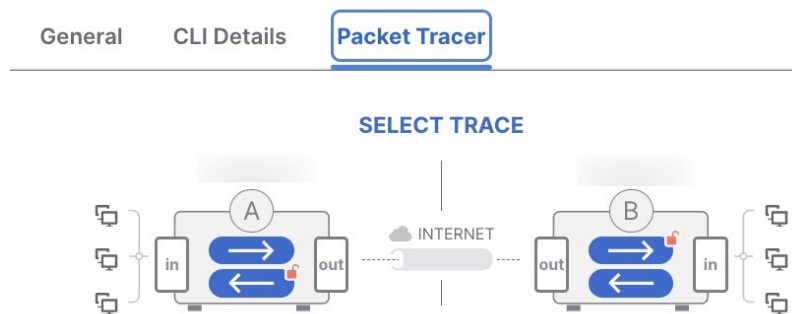 General CLI Details Packet Tracer
SELECT TRACE
A B
INTERNET
in out out in